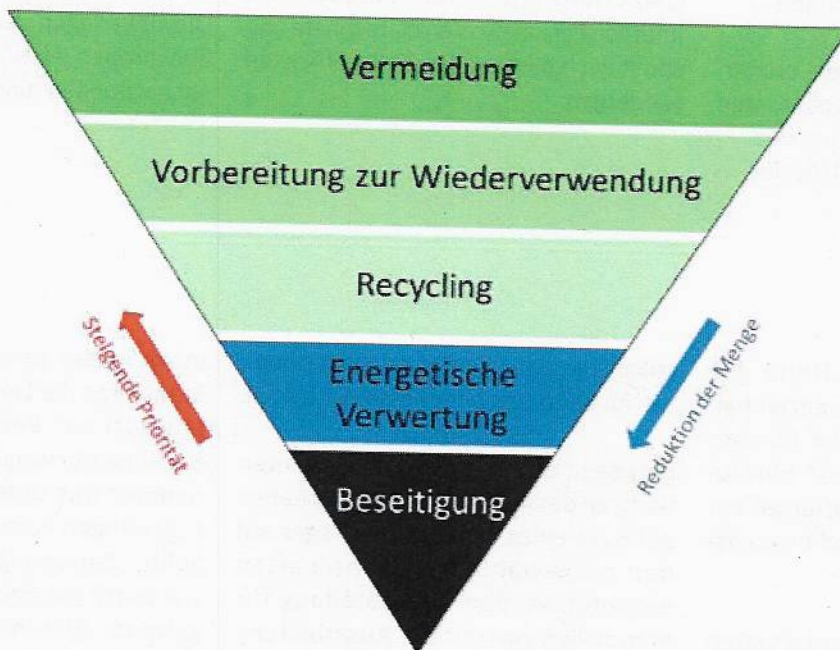 Vermeidung
Vorbereitung zur Wiederverwendung
Recycling
Energetische
Verwertung
Beseitigung
Steigende Priorität
Reduktion der Menge